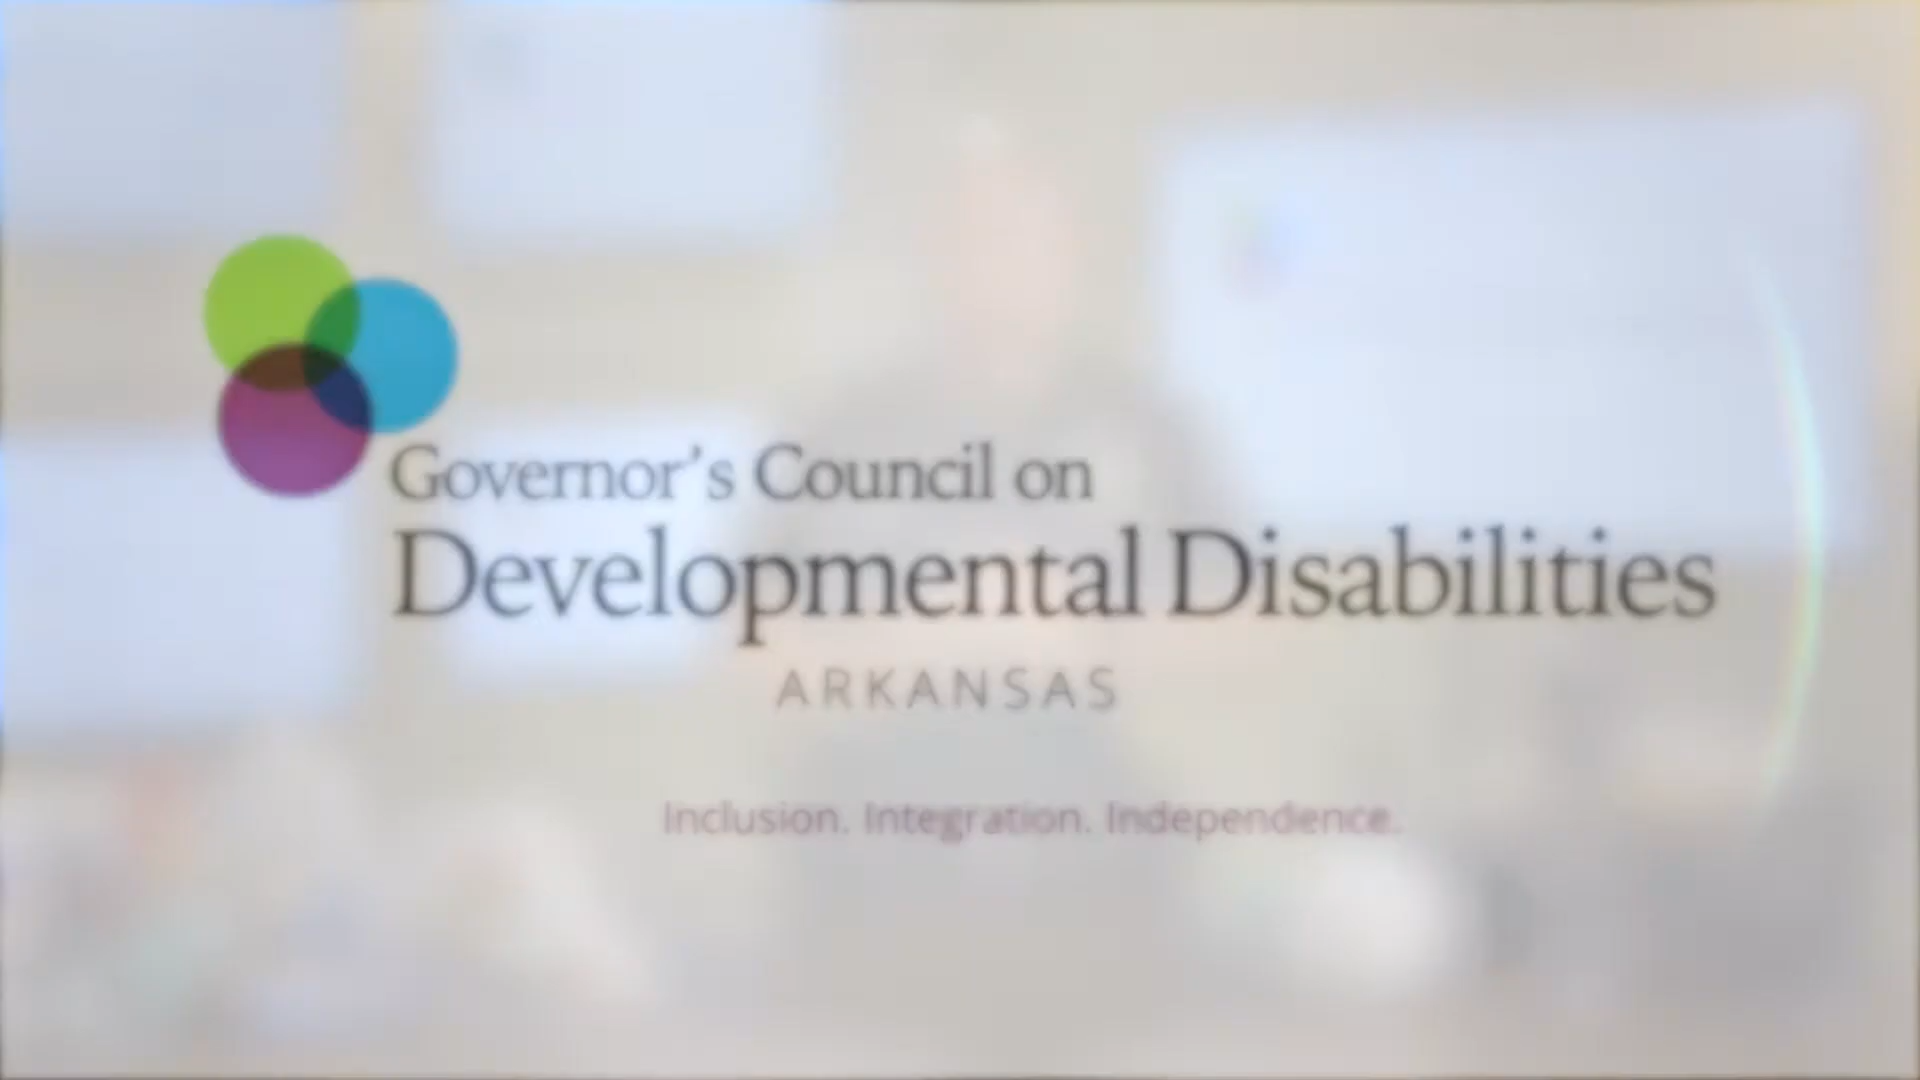 Governor's Council on
Developmental Disabilities
ARKANSAS
Inclusion. Integration. Independence.